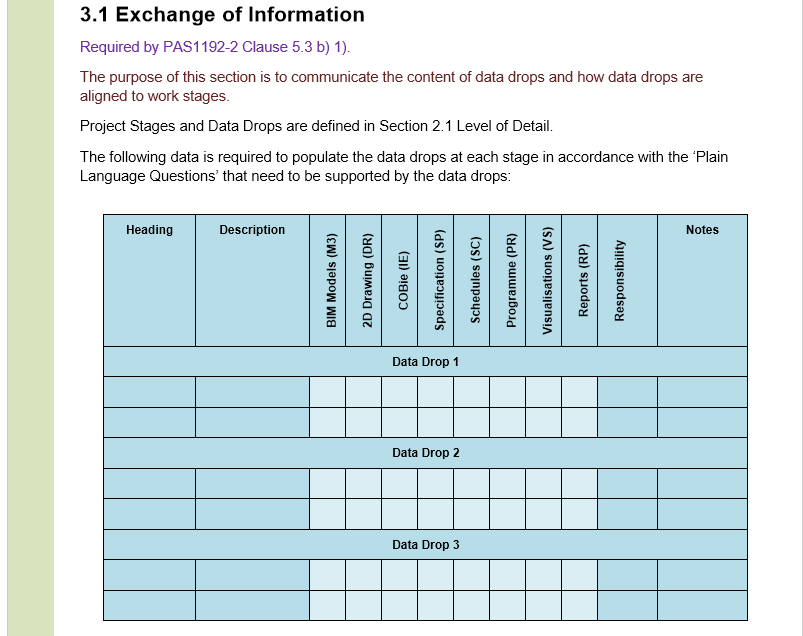 3.1 Exchange of Information
Required by PAS1192-2 Clause 5.3 b) 1).
The purpose of this section is to communicate the content of data drops and how data drops are
aligned to work stages.
Project Stages and Data Drops are defined in Section 2.1 Level of Detail.
The following data is required to populate the data drops at each stage in accordance with the ‘Plain
Language Questions’ that need to be supported by the data drops:
Heading
Description
BIM Models (M3)
2D Drawing (DR)
COBie (IE)
Specification (SP)
Schedules (SC)
Programme (PR)
Visualisations (VS)
Reports (RP)
Responsibility
Notes
Data Drop 1
Data Drop 2
Data Drop 3